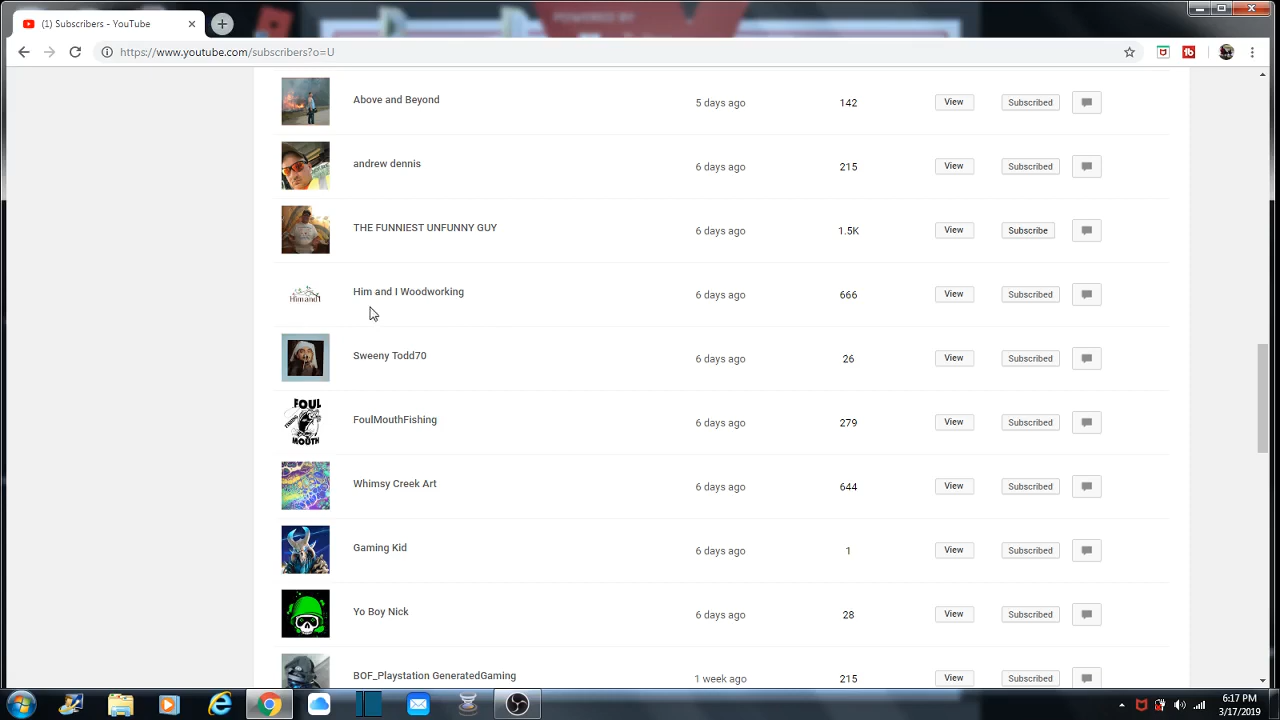 POWERED BY
(1) Subscribers - YouTube
https://www.youtube.com/subscribers?o=U
Above and Beyond 5 days ago 142 View Subscribed
andrew dennis 6 days ago 215 View Subscribed
THE FUNNIEST UNFUNNY GUY 6 days ago 1.5K View Subscribe
Him and I
Him and I Woodworking 6 days ago 666 View Subscribed
Sweeny Todd70 6 days ago 26 View Subscribed
FOUL
FISHING
MOUTH
FoulMouthFishing 6 days ago 279 View Subscribed
Whimsy Creek Art 6 days ago 644 View Subscribed
Gaming Kid 6 days ago 1 View Subscribed
Yo Boy Nick 6 days ago 28 View Subscribed
BOF_Playstation GeneratedGaming 1 week ago 215 View Subscribed
6:17 PM
3/17/2019